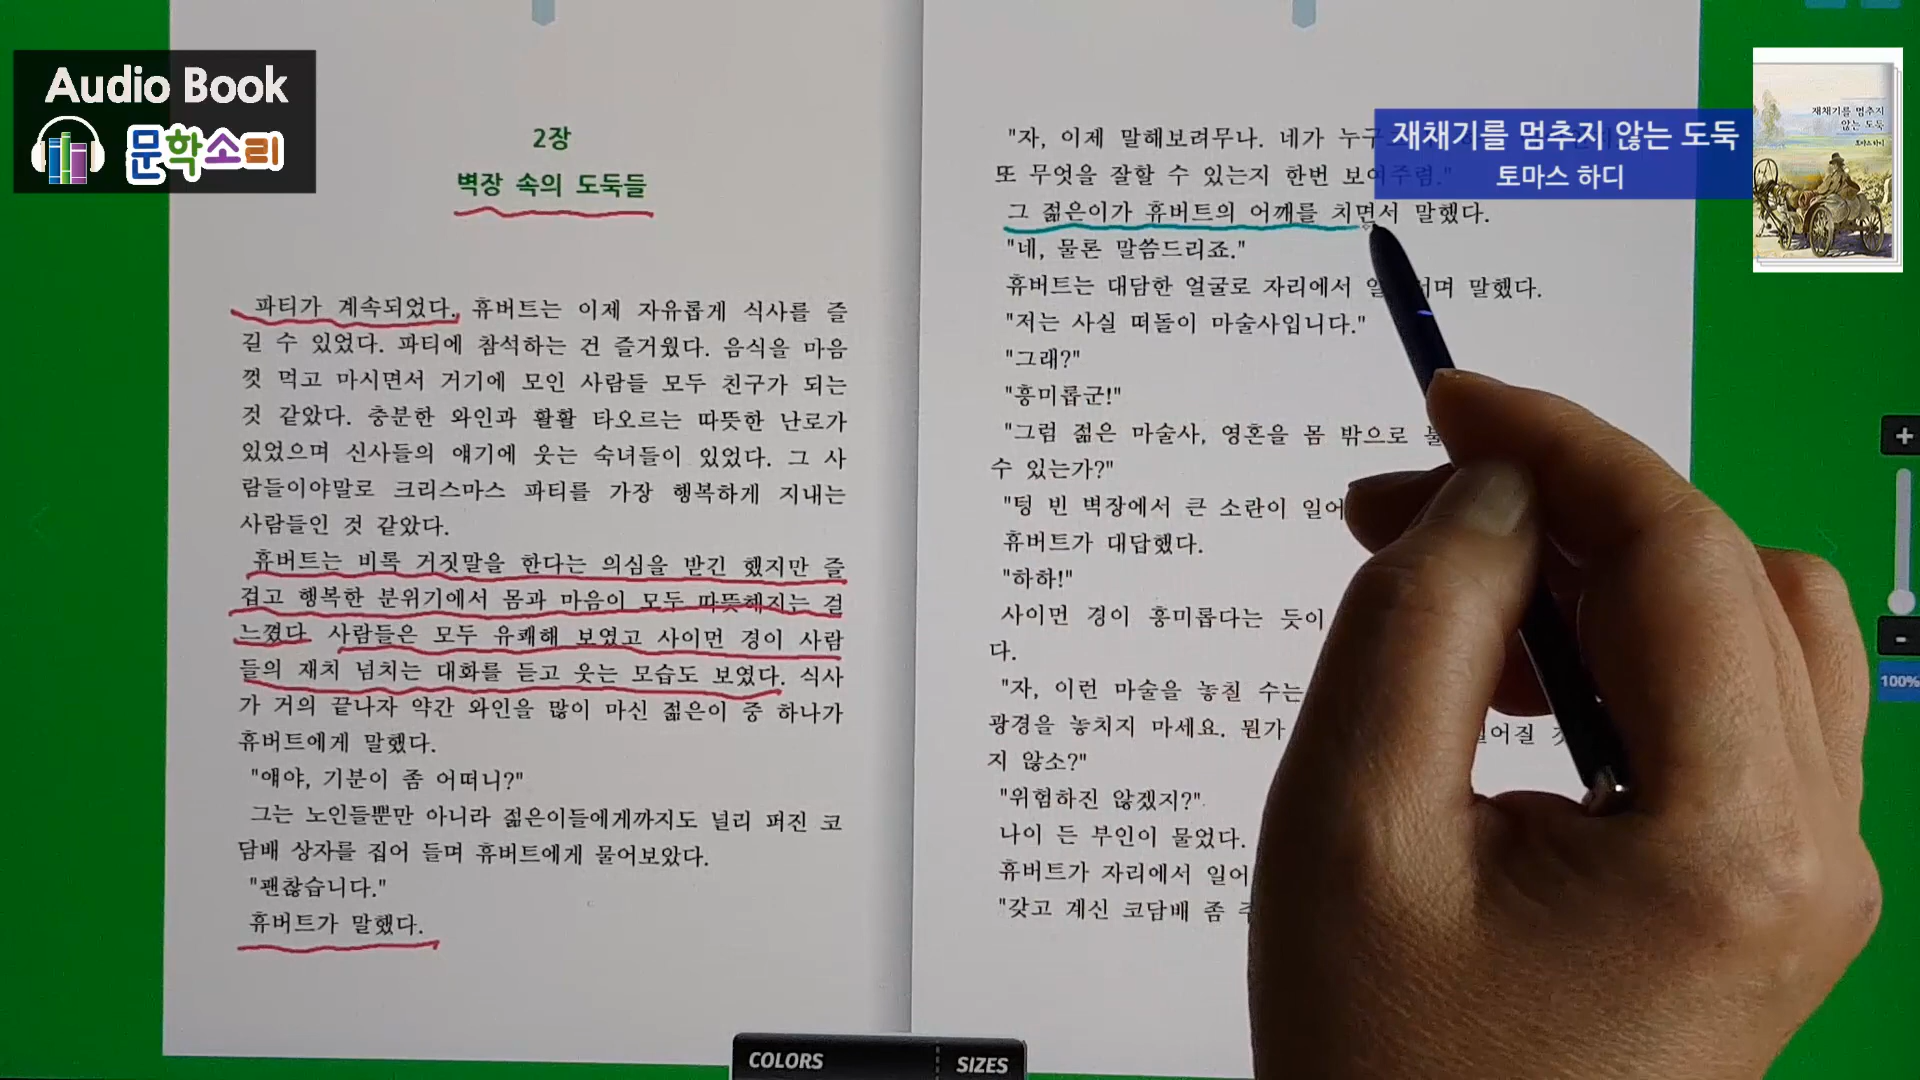 Audio Book
문학소리
2장
벽장 속의 도둑들
파티가 계속되었다. 휴버트는 이제 자유롭게 식사를 즐
길 수 있었다. 파티에 참석하는 건 즐거웠다. 음식을 마음
껏 먹고 마시면서 거기에 모인 사람들 모두 친구가 되는
것 같았다. 충분한 와인과 활활 타오르는 따뜻한 난로가
있었으며 신사들의 얘기에 웃는 숙녀들이 있었다. 그 사
람들이야말로 크리스마스 파티를 가장 행복하게 지내는
사람들인 것 같았다.
휴버트는 비록 거짓말을 한다는 의심을 받긴 했지만 즐
겁고 행복한 분위기에서 몸과 마음이 모두 따뜻해지는 걸
느꼈다. 사람들은 모두 유쾌해 보였고 사이먼 경이 사람
들의 재치 넘치는 대화를 듣고 웃는 모습도 보였다. 식사
가 거의 끝나자 약간 와인을 많이 마신 젊은이 중 하나가
휴버트에게 말했다.
"얘야, 기분이 좀 어떠니?"
그는 노인들뿐만 아니라 젊은이들에게까지도 널리 퍼진 코
담배 상자를 집어 들며 휴버트에게 물어보았다.
"괜찮습니다."
휴버트가 말했다.
"자, 이제 말해보려무나. 네가
또 무엇을 잘할 수 있는지 한번 보여주렴."
그 젊은이가 휴버트의 어깨를 치면서 말했다.
"네, 물론 말씀드리죠."
휴버트는 대담한 얼굴로 자리에서 말했다.
"저는 사실 떠돌이 마술사입니다."
"그래?"
"흥미롭군!"
"그럼 젊은 마술사, 영혼을 몸 밖으로
수 있는가?"
"텅 빈 벽장에서 큰 소란이
휴버트가 대답했다.
"하하!"
사이먼 경이 흥미롭다는 듯이
다.
"자, 이런 마술을 놓칠 수는
광경을 놓치지 마세요. 뭔가
지 않소?"
"위험하진 않겠지?"
나이 든 부인이 물었다.
휴버트가 자리에서
"갖고 계신 코담배 좀
재채기를 멈추지 않는 도둑
토마스 하디
재채기를 멈추지
않는 도둑
토마스 하디
+
-
100%
COLORS
SIZES